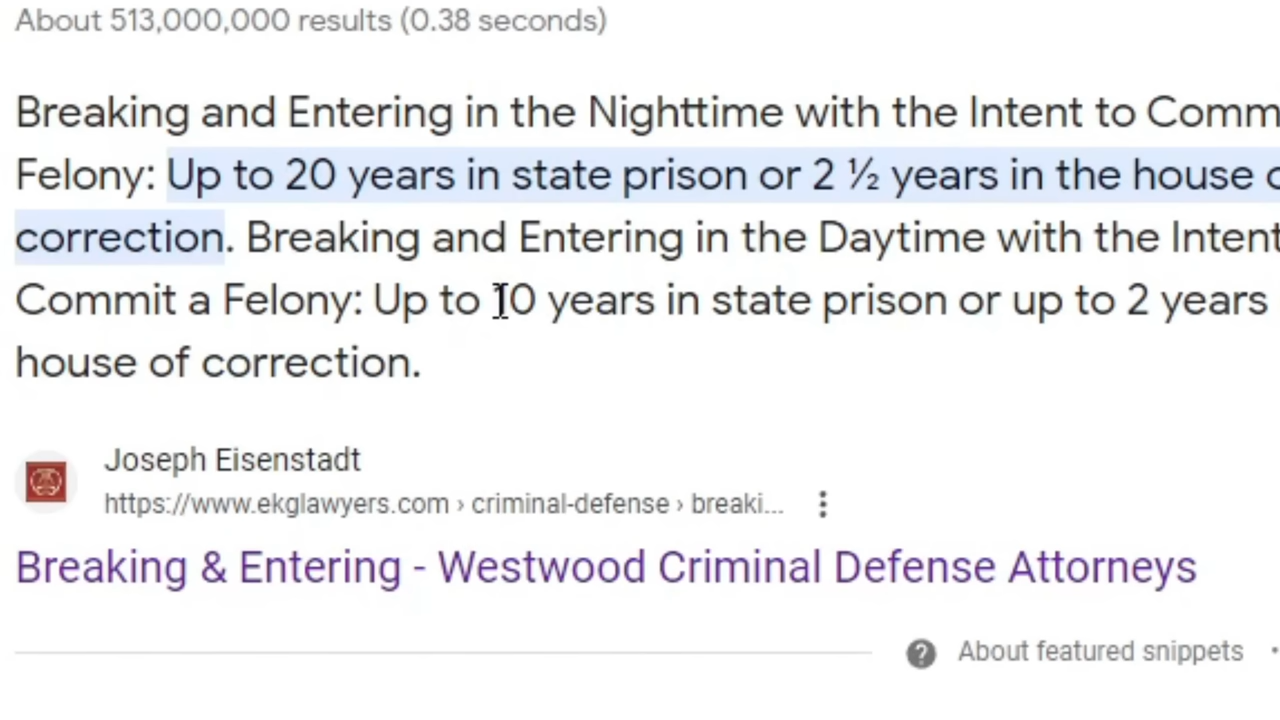 About 513,000,000 results (0.38 seconds)
Breaking and Entering in the Nighttime with the Intent to Comm
Felony: Up to 20 years in state prison or 2 ½ years in the house
correction. Breaking and Entering in the Daytime with the Intent
Commit a Felony: Up to 10 years in state prison or up to 2 years
house of correction.
Joseph Eisenstadt
https://www.ekglawyers.com › criminal-defense › breaki...
Breaking & Entering - Westwood Criminal Defense Attorneys
About featured snippets